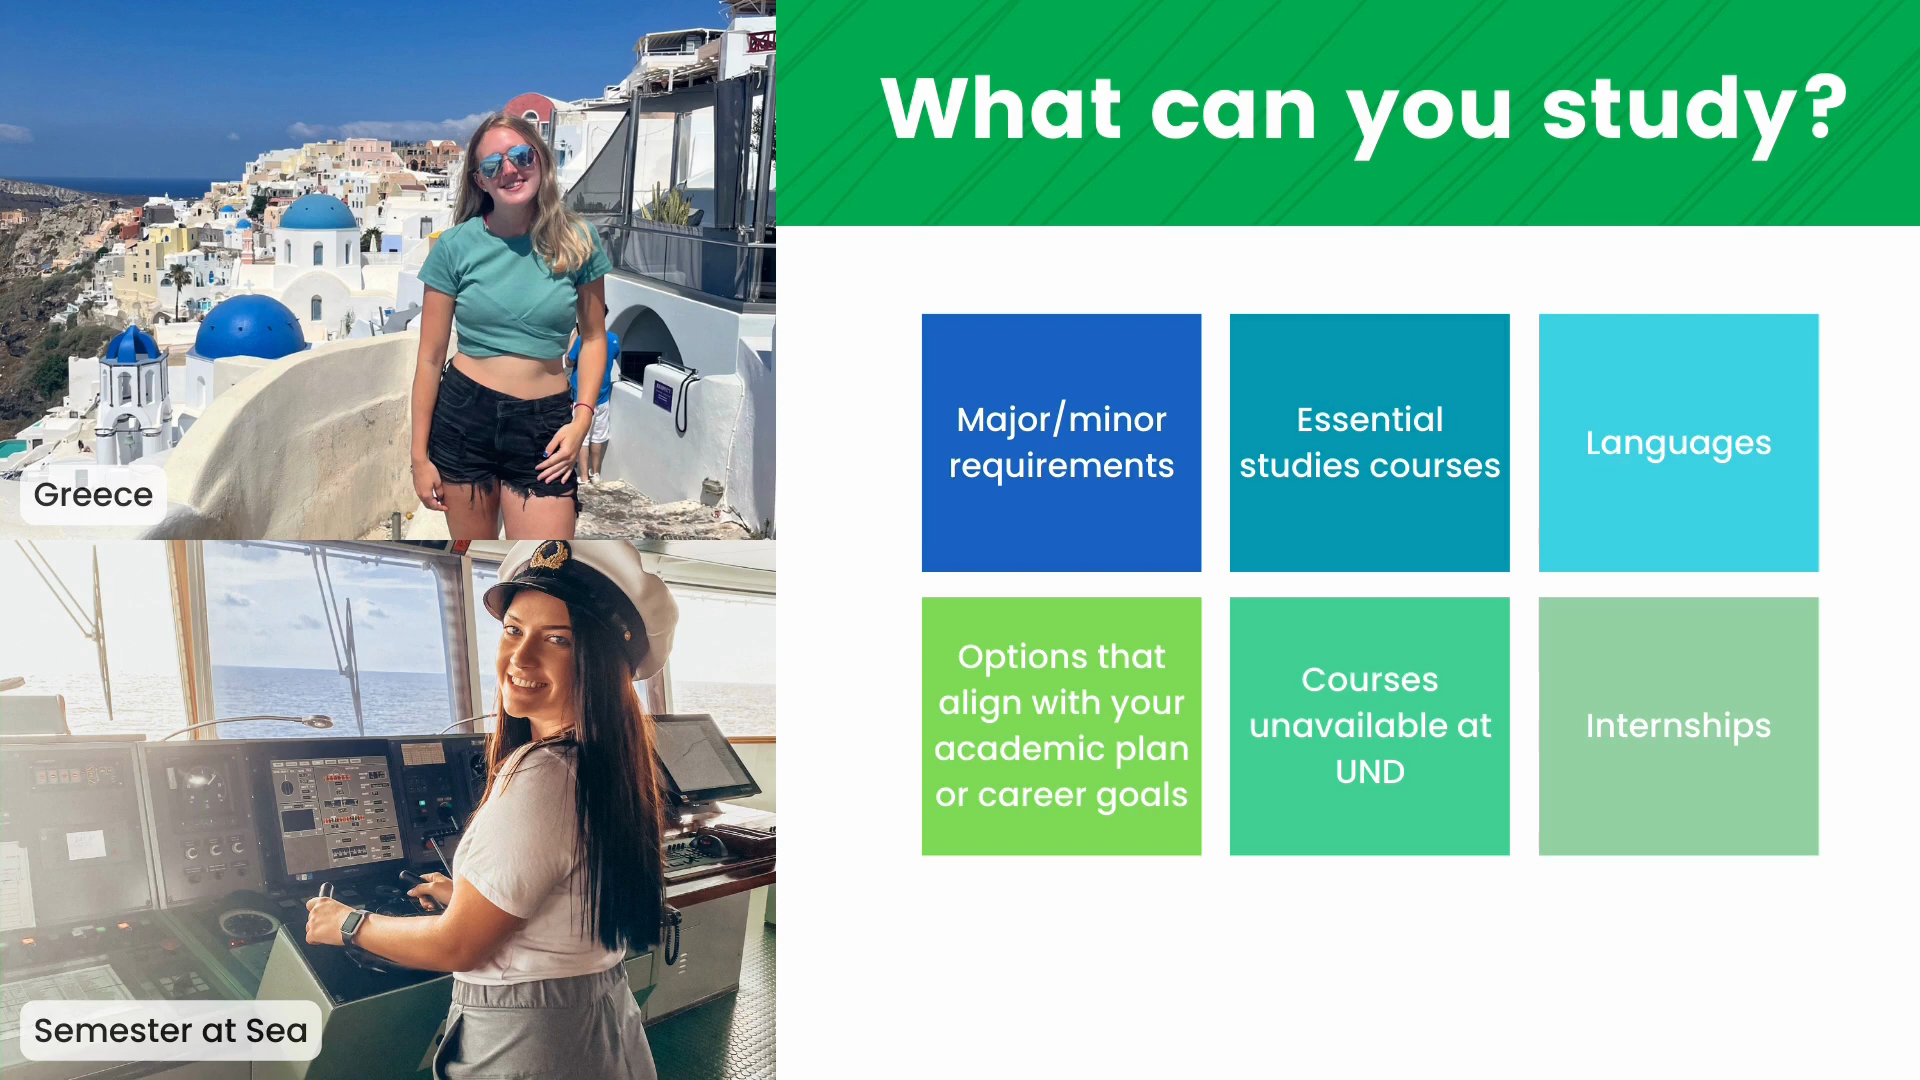 What can you study?
Greece
Semester at Sea
Major/minor
requirements
Essential
studies courses
Languages
Options that
align with your
academic plan
or career goals
Courses
unavailable at
UND
Internships